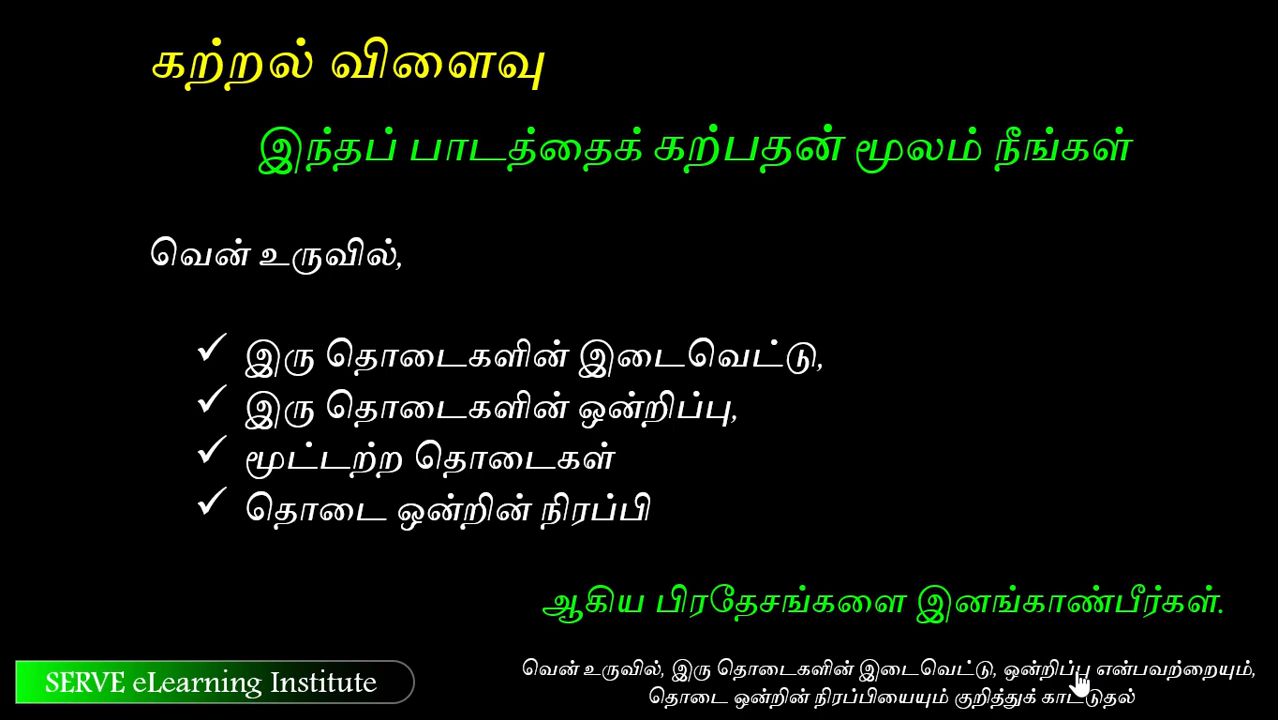 கற்றல் விளைவு
இந்தப் பாடத்தைக் கற்பதன் மூலம் நீங்கள்
வென் உருவில்,
✓ இரு தொடைகளின் இடைவெட்டு,
✓ இரு தொடைகளின் ஒன்றிப்பு,
✓ மூட்டற்ற தொடைகள்
✓ தொடை ஒன்றின் நிரப்பி
ஆகிய பிரதேசங்களை இனங்காண்பீர்கள்.
SERVE eLearning Institute
வென் உருவில், இரு தொடைகளின் இடைவெட்டு, ஒன்றிப்பு என்பவற்றையும்,
தொடை ஒன்றின் நிரப்பியையும் குறித்துக் காட்டுதல்